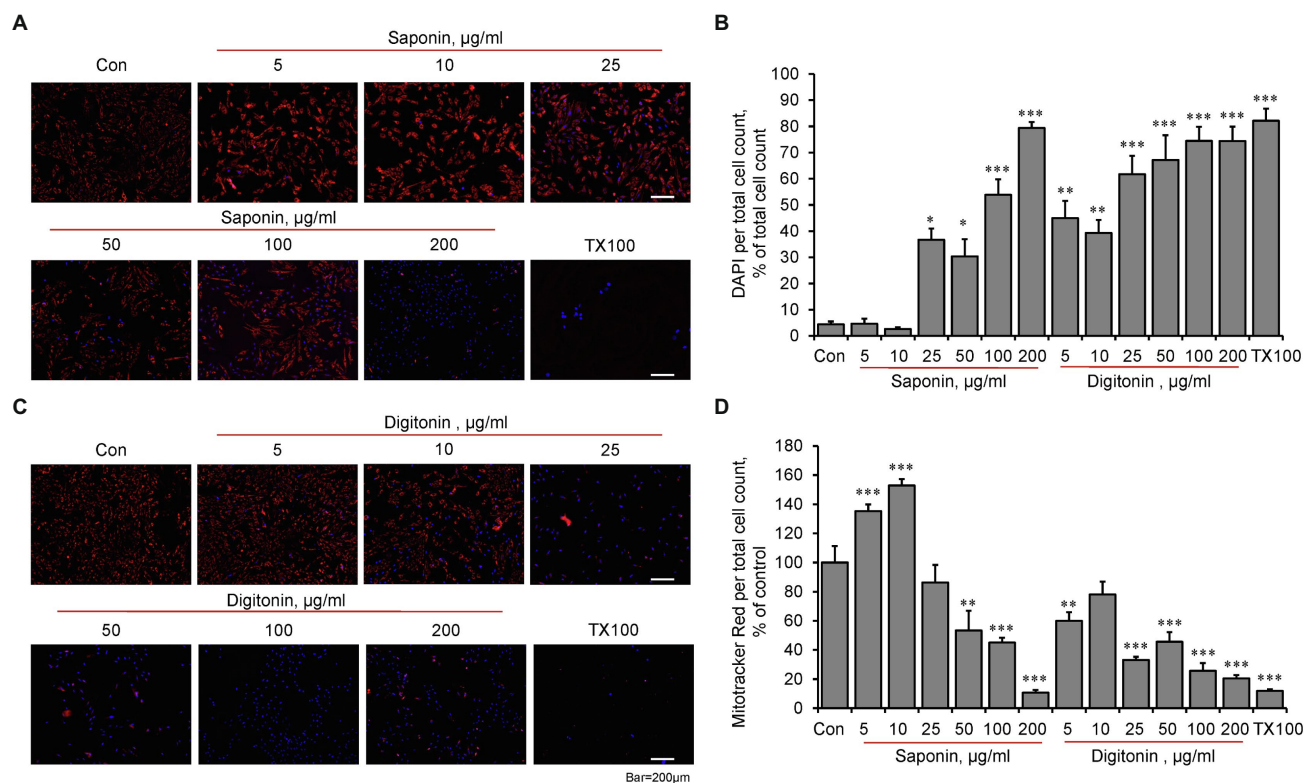 A
Saponin, µg/ml
Con
5
10
25
Saponin, µg/ml
50
100
200
TX100
B
DAPI per total cell count,
% of total cell count
100
90
80
70
60
50
40
30
20
10
0
*
*
***
***
**
**
***
***
***
***
***
Con 5 10 25 50 100 200 5 10 25 50 100 200 TX100
Saponin, µg/ml Digitonin , µg/ml
C
Digitonin , µg/ml
Con
5
10
25
Digitonin, µg/ml
50
100
200
TX100
Bar=200µm
D
Mitotracker Red per total cell count,
% of control
180
160
140
120
100
80
60
40
20
0
***
***
**
***
***
**
***
***
***
***
***
Con 5 10 25 50 100 200 5 10 25 50 100 200 TX100
Saponin, µg/ml Digitonin , µg/ml